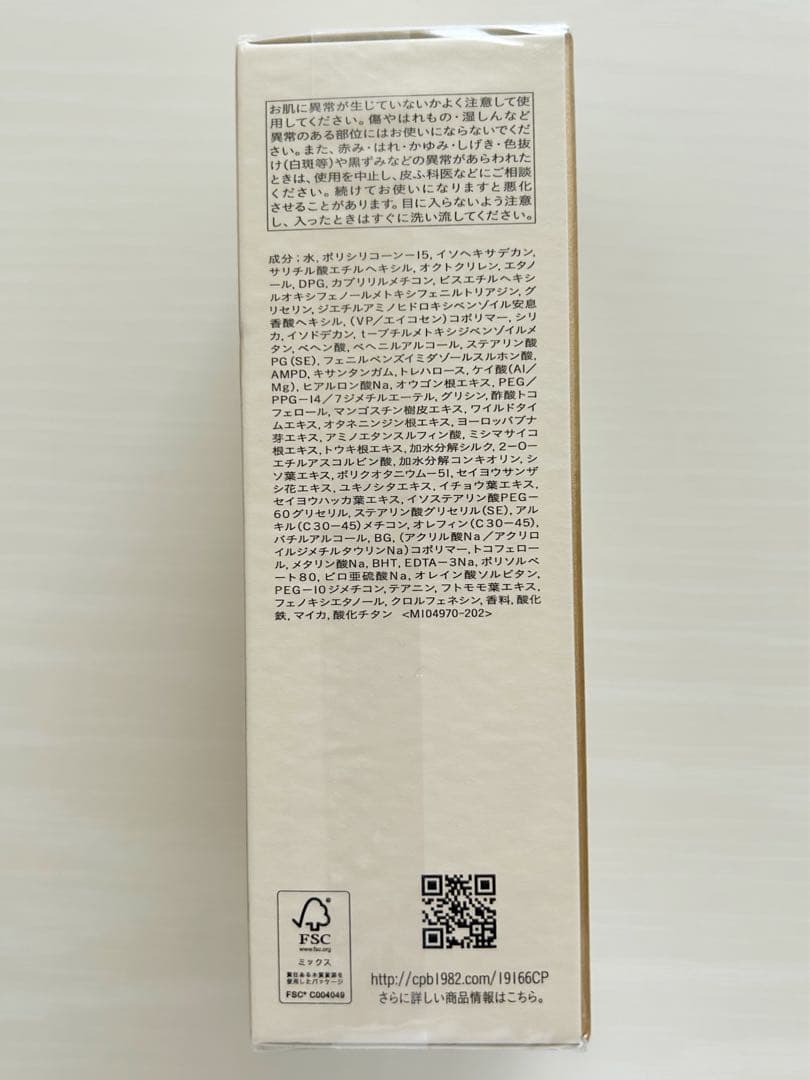 お肌に異常が生じていないかよく注意して使
用してください。傷やはれもの・湿しんなど
異常のある部位にはお使いにならないでくだ
さい。また、赤み・はれ・かゆみ・しげき・色抜
け(白斑等)や黒ずみなどの異常があらわれた
ときは、使用を中止し、皮ふ科医などにご相談
ください。続けてお使いになりますと悪化
させることがあります。目に入らないよう注意
し、入ったときはすぐに洗い流してください。
成分;水,ポリシリコーン−15,イソヘキサデカン,
サリチル酸エチルヘキシル,オクトクリレン,エタノ
ール,DPG,カプリリルメチコン,ビスエチルヘキシ
ルオキシフェノールメトキシフェニルトリアジン,グ
リセリン,ジエチルアミノヒドロキシベンゾイル安息
香酸ヘキシル,(VP/エイコセン)コポリマー,シリ
カ,イソドデカン,t−ブチルメトキシジベンゾイルメ
タン,ベヘン酸,ベヘニルアルコール,ステアリン酸
PG(SE),フェニルベンズイミダゾールスルホン酸,
AMPD,キサンタンガム,トレハロース,ケイ酸(Al/
Mg),ヒアルロン酸Na,オウゴン根エキス,PEG/
PPG−14/7ジメチルエーテル,グリシン,酢酸トコ
フェロール,マンゴスチン樹皮エキス,ワイルドタイ
ムエキス,オタネニンジン根エキス,ヨーロッパブナ
芽エキス,アミノエタンスルフィン酸,ミシマサイコ
根エキス,トウキ根エキス,加水分解シルク,2−O−
エチルアスコルビン酸,加水分解コンキオリン,シ
ソ葉エキス,ポリクオタニウム−51,セイヨウサンザ
シ花エキス,ユキノシタエキス,イチョウ葉エキス,
セイヨウハッカ葉エキス,イソステアリン酸PEG−
60グリセリル,ステアリン酸グリセリル(SE),アル
キル(C30−45)メチコン,オレフィン(C30−45),
バチルアルコール,BG,(アクリル酸Na/アクリロ
イルジメチルタウリンNa)コポリマー,トコフェロー
ル,メタリン酸Na,BHT,EDTA−3Na,ポリソルベ
ート80,ピロ亜硫酸Na,オレイン酸ソルビタン,
PEG−10ジメチコン,テアニン,フトモモ葉エキス,
フェノキシエタノール,クロルフェネシン,香料,酸化
鉄,マイカ,酸化チタン <M104970-202>
FSC
www.fsc.org
ミックス
責任ある木質資源を
使用したパッケージ
FSC® C004049
http://cpb1982.com/19166CP
さらに詳しい商品情報はこちら。